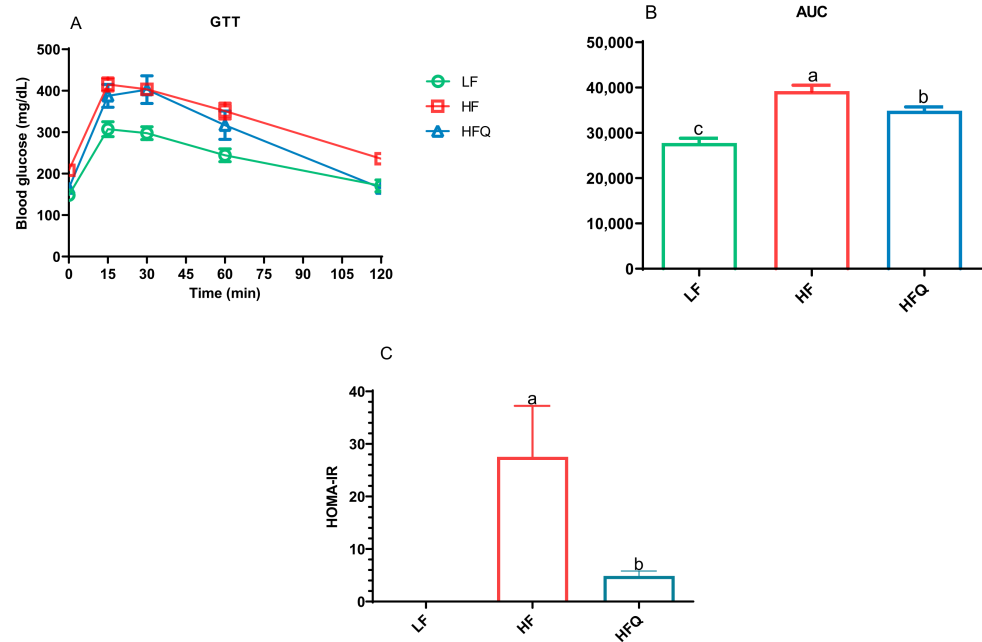 A
GTT
Blood glucose (mg/dL)
500
400
300
200
100
0
0 15 30 45 60 75 90 105 120
Time (min)
LF
HF
HFQ
B
AUC
50,000
40,000
30,000
20,000
10,000
0
c
a
b
LF HF HFQ
C
HOMA-IR
40
30
20
10
0
a
b
LF HF HFQ